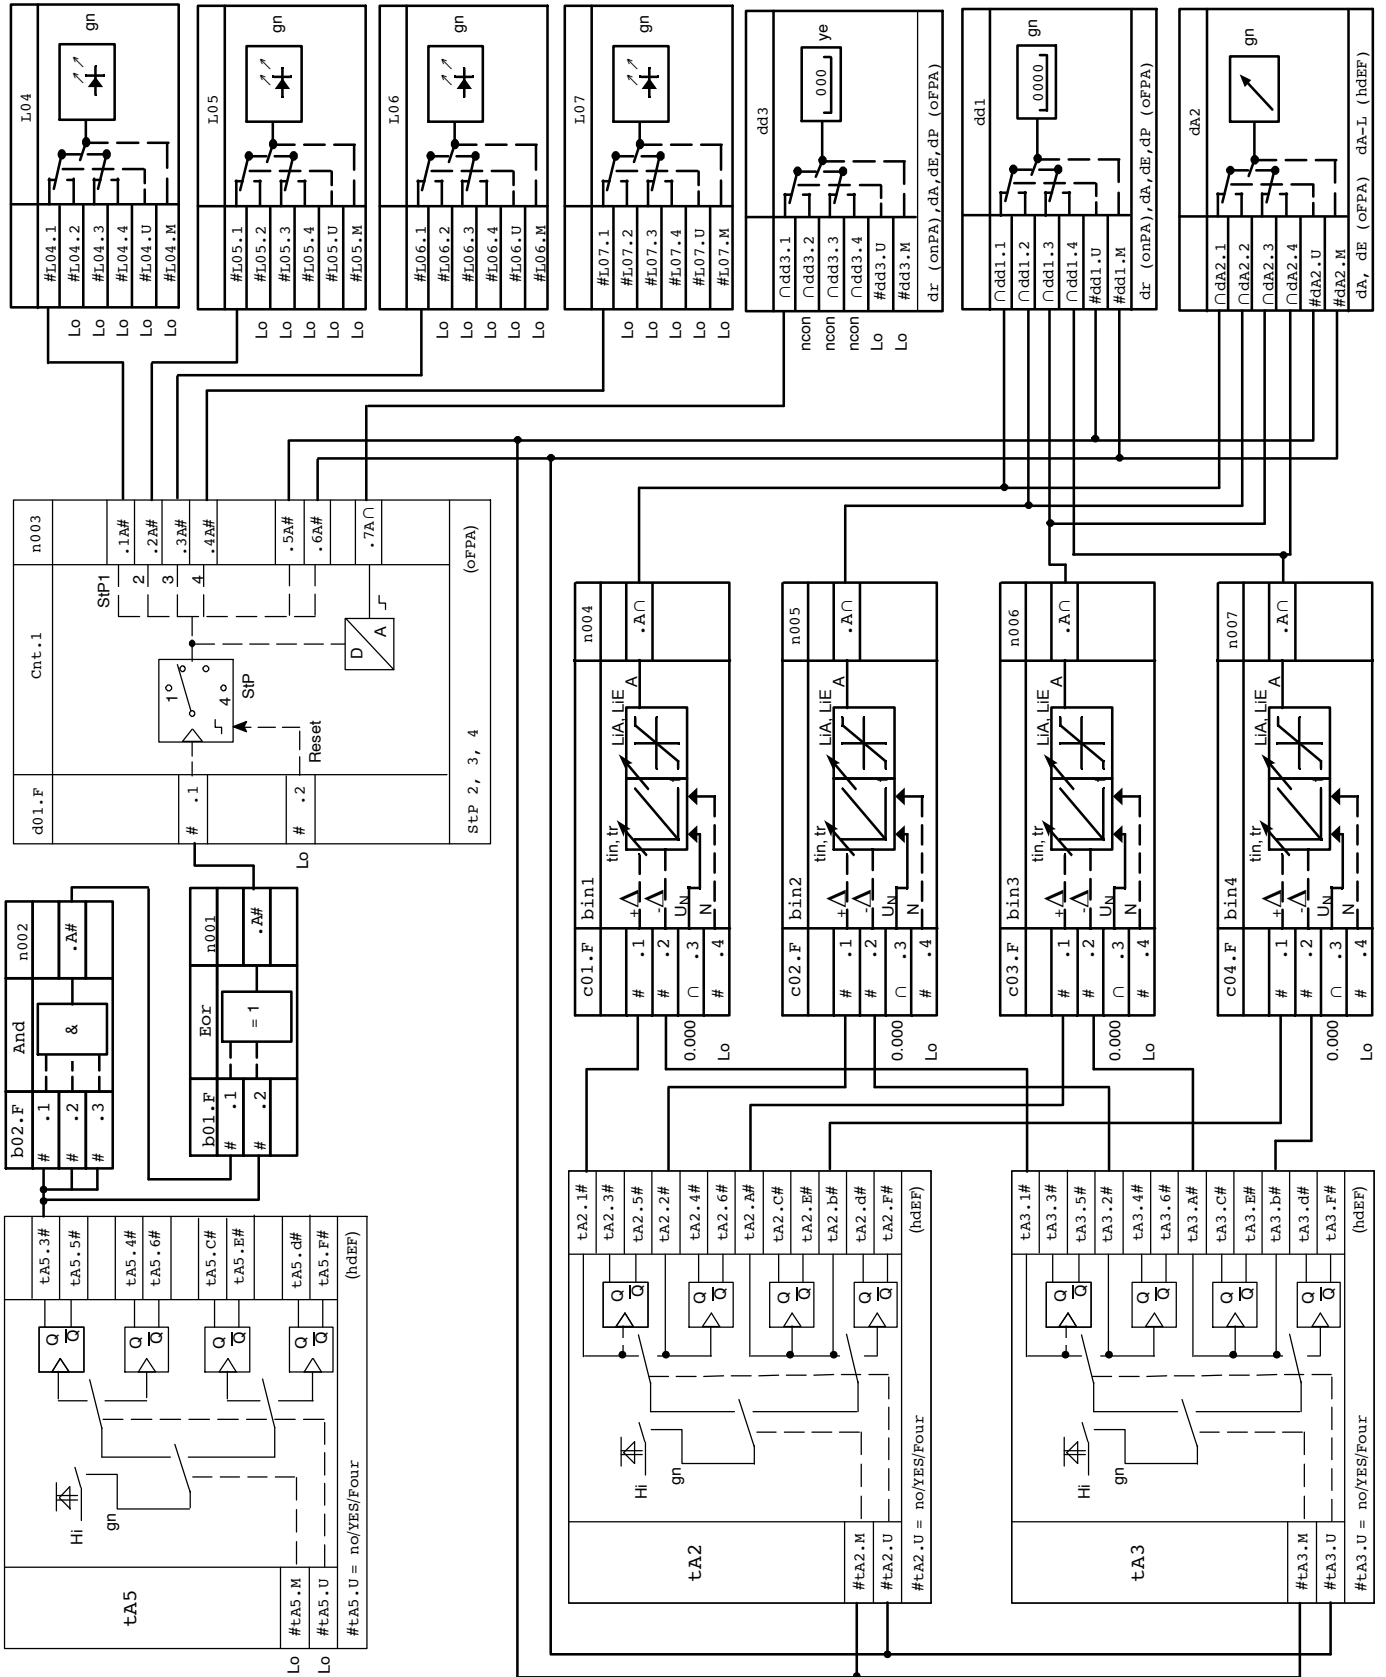 tA5
Lo #tA5.M
Lo #tA5.U
#tA5.U = no/YES/Four
(hdEF)
Hi
gn
Q
Q
Q
Q
Q
Q
Q
Q
tA5.3#
tA5.5#
tA5.4#
tA5.6#
tA5.C#
tA5.E#
tA5.d#
tA5.F#
b02.F And n002
# .1
# .2
# .3
&
.A#
b01.F Eor n001
# .1
# .2
= 1
.A#
d01.F Cnt.1 n003
# .1
Lo # .2
Reset
1
4
StP
D
A
StP1
2
3
4
.1A#
.2A#
.3A#
.4A#
.5A#
.6A#
.7A∩
StP 2, 3, 4 (oFPA)
L04
#L04.1
Lo #L04.2
Lo #L04.3
Lo #L04.4
Lo #L04.U
Lo #L04.M
gn
L05
#L05.1
Lo #L05.2
Lo #L05.3
Lo #L05.4
Lo #L05.U
Lo #L05.M
gn
L06
#L06.1
Lo #L06.2
Lo #L06.3
Lo #L06.4
Lo #L06.U
Lo #L06.M
gn
L07
#L07.1
Lo #L07.2
Lo #L07.3
Lo #L07.4
Lo #L07.U
Lo #L07.M
gn
dd3
∩dd3.1
ncon ∩dd3.2
ncon ∩dd3.3
ncon ∩dd3.4
Lo #dd3.U
Lo #dd3.M
000
ye
dr (onPA),dA,dE,dP (oFPA)
dd1
∩dd1.1
∩dd1.2
∩dd1.3
∩dd1.4
#dd1.U
#dd1.M
0000
gn
dr (onPA),dA,dE,dP (oFPA)
dA2
∩dA2.1
∩dA2.2
∩dA2.3
∩dA2.4
#dA2.U
#dA2.M
gn
dA, dE (oFPA) dA-L (hdEF)
tA2
#tA2.M
#tA2.U
#tA2.U = no/YES/Four
(hdEF)
Hi
gn
Q
Q
Q
Q
Q
Q
Q
Q
tA2.1#
tA2.3#
tA2.5#
tA2.2#
tA2.4#
tA2.6#
tA2.A#
tA2.C#
tA2.E#
tA2.b#
tA2.d#
tA2.F#
tA3
#tA3.M
#tA3.U
#tA3.U = no/YES/Four
(hdEF)
Hi
gn
Q
Q
Q
Q
Q
Q
Q
Q
tA3.1#
tA3.3#
tA3.5#
tA3.2#
tA3.4#
tA3.6#
tA3.A#
tA3.C#
tA3.E#
tA3.b#
tA3.d#
tA3.F#
c01.F bin1 n004
# .1 +Δ
# .2 -Δ
0.000 ∩ .3 UN
Lo # .4 N
tin, tr
LiA, LiE
A
.A∩
c02.F bin2 n005
# .1 +Δ
# .2 -Δ
0.000 ∩ .3 UN
Lo # .4 N
tin, tr
LiA, LiE
A
.A∩
c03.F bin3 n006
# .1 +Δ
# .2 -Δ
0.000 ∩ .3 UN
Lo # .4 N
tin, tr
LiA, LiE
A
.A∩
c04.F bin4 n007
# .1 +Δ
# .2 -Δ
0.000 ∩ .3 UN
Lo # .4 N
tin, tr
LiA, LiE
A
.A∩